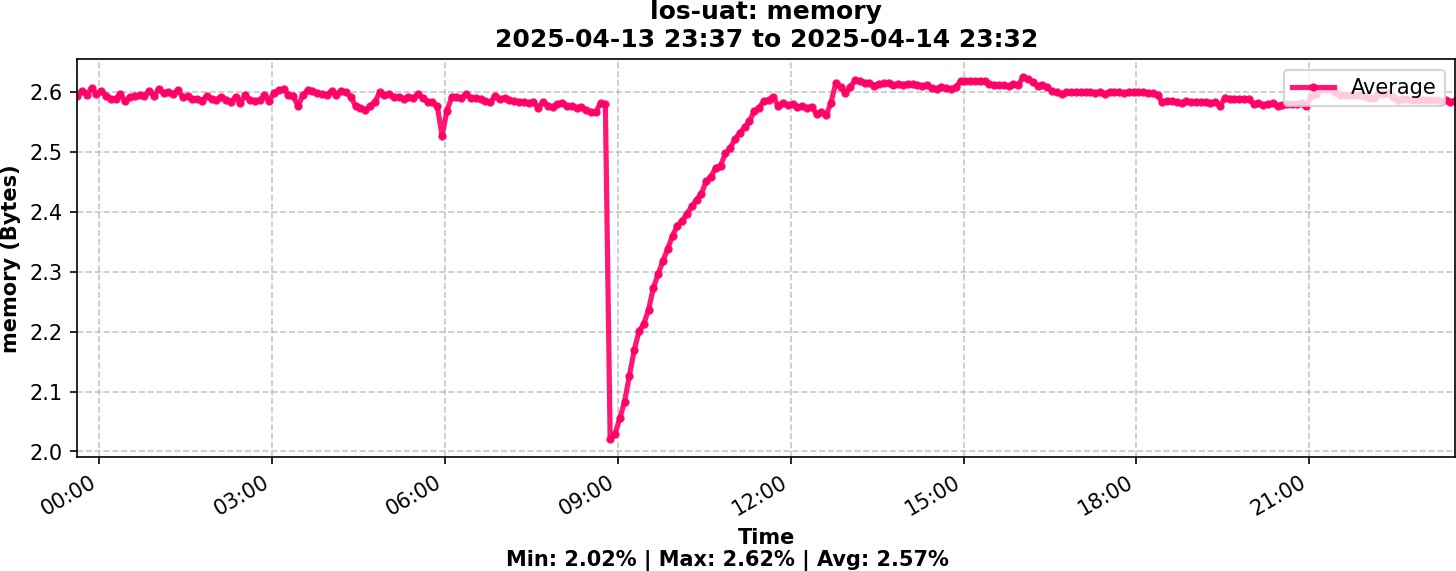 los-uat: memory
2025-04-13 23:37 to 2025-04-14 23:32
Average
memory (Bytes)
2.6
2.5
2.4
2.3
2.2
2.1
2.0
00:00 03:00 06:00 09:00 12:00 15:00 18:00 21:00
Time
Min: 2.02% | Max: 2.62% | Avg: 2.57%